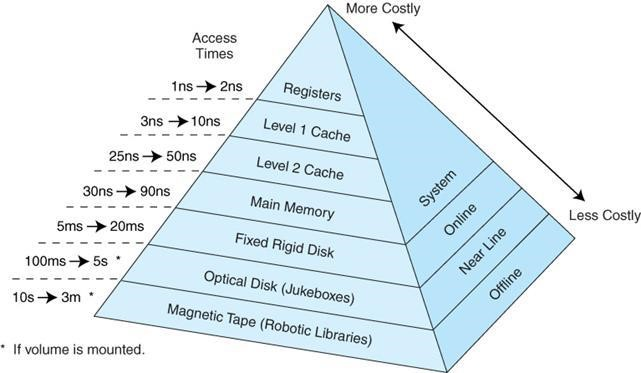 More Costly
Access
Times
1ns → 2ns
Registers
3ns → 10ns
Level 1 Cache
25ns → 50ns
Level 2 Cache
System
30ns → 90ns
Main Memory
Online
Less Costly
5ms → 20ms
Fixed Rigid Disk
Near Line
100ms → 5s *
Optical Disk (Jukeboxes)
Offline
10s → 3m *
Magnetic Tape (Robotic Libraries)
* If volume is mounted.